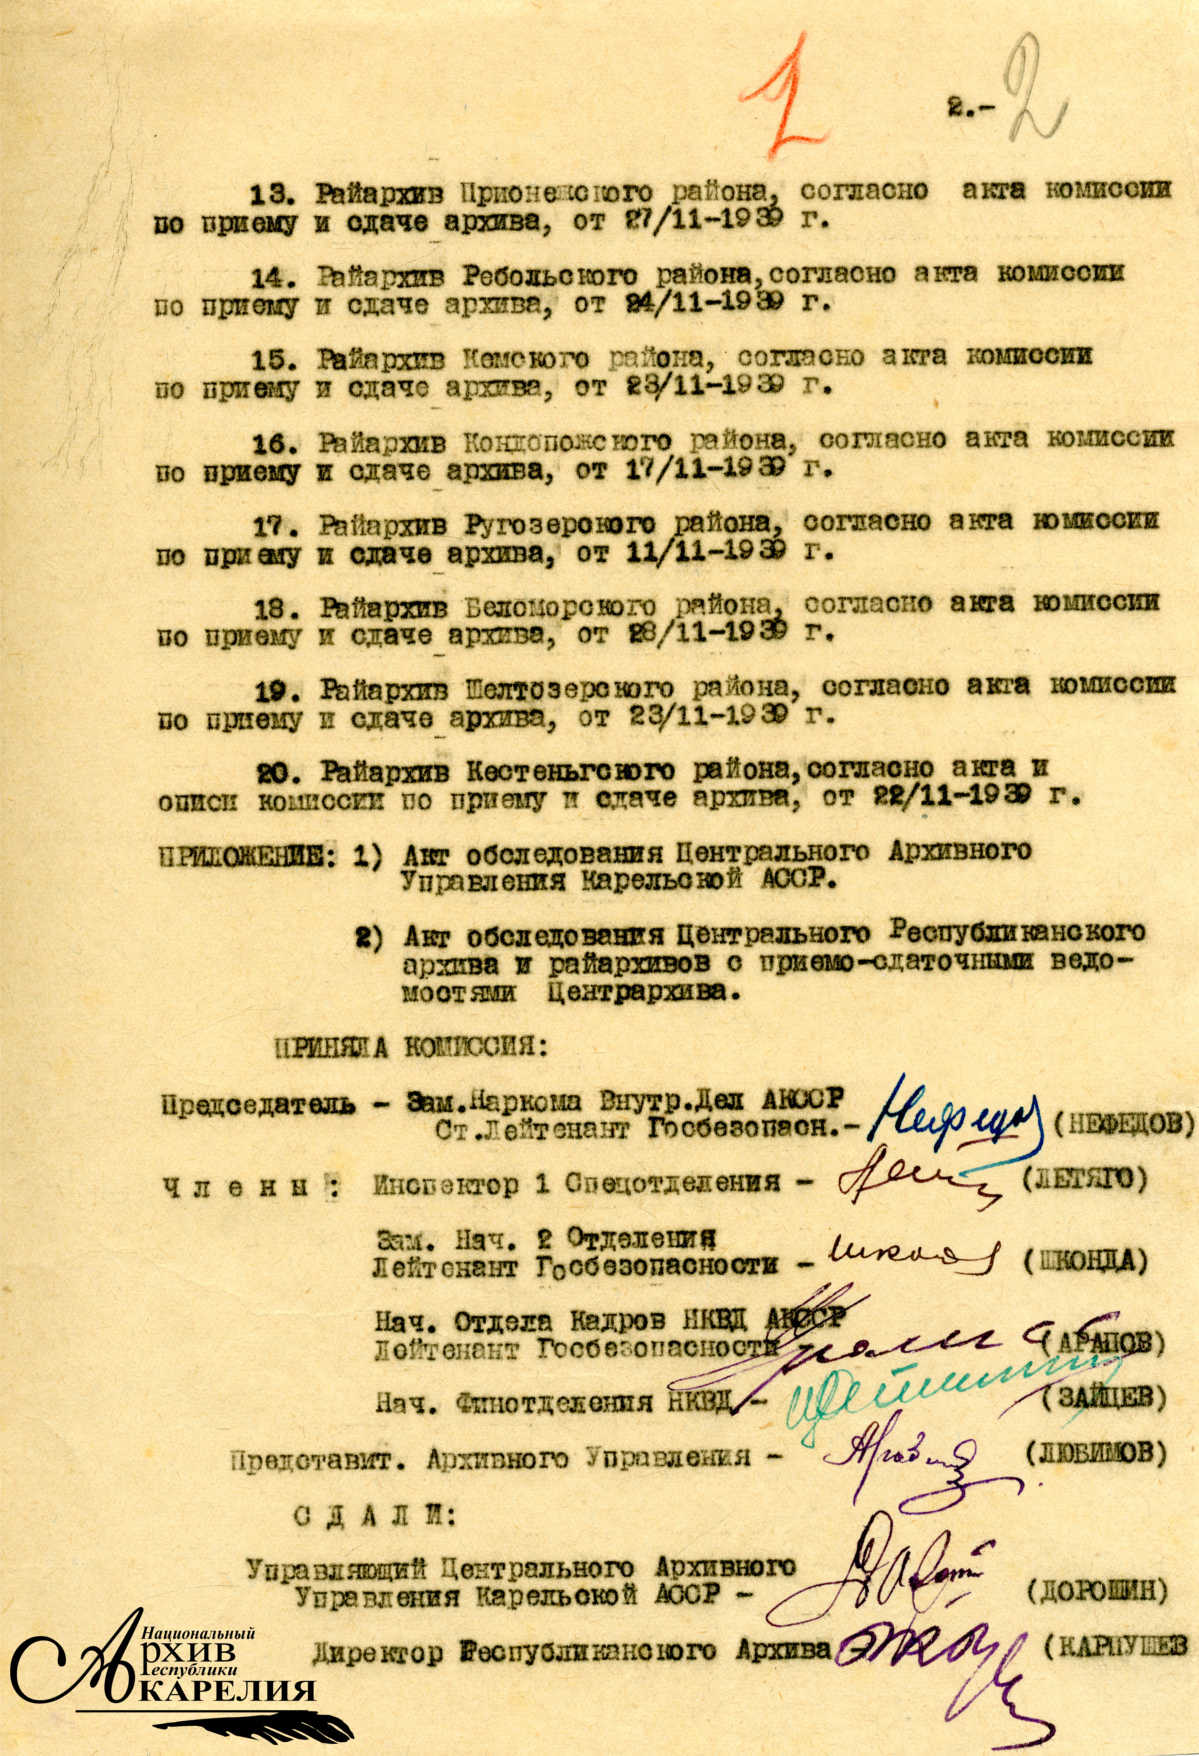 2.- 2
1
13. Райархив Прионежского района, согласно акта комиссии
по приему и сдаче архива, от 27/11-1939 г.
14. Райархив Ребольского района, согласно акта комиссии
по приему и сдаче архива, от 24/11-1939 г.
15. Райархив Кемского района, согласно акта комиссии
по приему и сдаче архива, от 23/11-1939 г.
16. Райархив Кондопожского района, согласно акта комиссии
по приему и сдаче архива, от 17/11-1939 г.
17. Райархив Ругозерского района, согласно акта комиссии
по приему и сдаче архива, от 11/11-1939 г.
18. Райархив Беломорского района, согласно акта комиссии
по приему и сдаче архива, от 28/11-1939 г.
19. Райархив Шелтозерского района, согласно акта комиссии
по приему и сдаче архива, от 23/11-1939 г.
20. Райархив Кестеньгского района, согласно акта и
описи комиссии по приему и сдаче архива, от 22/11-1939 г.
ПРИЛОЖЕНИЕ: 1) Акт обследования Центрального Архивного
Управления Карельской АССР.
2) Акт обследования Центрального Республиканского
архива и райархивов с приемо-сдаточными ведо-
мостями Центрархива.
ПРИНЯЛА КОМИССИЯ:
Председатель - Зам.Наркома Внутр.Дел АКССР
Ст.Лейтенант Госбезопасн.- Нефедов (НЕФЕДОВ)
Члены: Инспектор 1 Спецотделения - (ЛЕТЯГО)
Зам. Нач. 2 Отделения
Лейтенант Госбезопасности - Шконда (ШКОНДА)
Нач. Отдела Кадров НКВД АКССР
Лейтенант Госбезопасности (АРАПОВ)
Нач. Финотделения НКВД - (ЗАЙЦЕВ)
Представит. Архивного Управления - (ЛЮБИМОВ)
СДАЛИ:
Управляющий Центрального Архивного
Управления Карельской АССР - (ДОРОШИН)
Директор Республиканского Архива (КАРПУШЕВ
Национальный
Архив
Республики
КАРЕЛИЯ